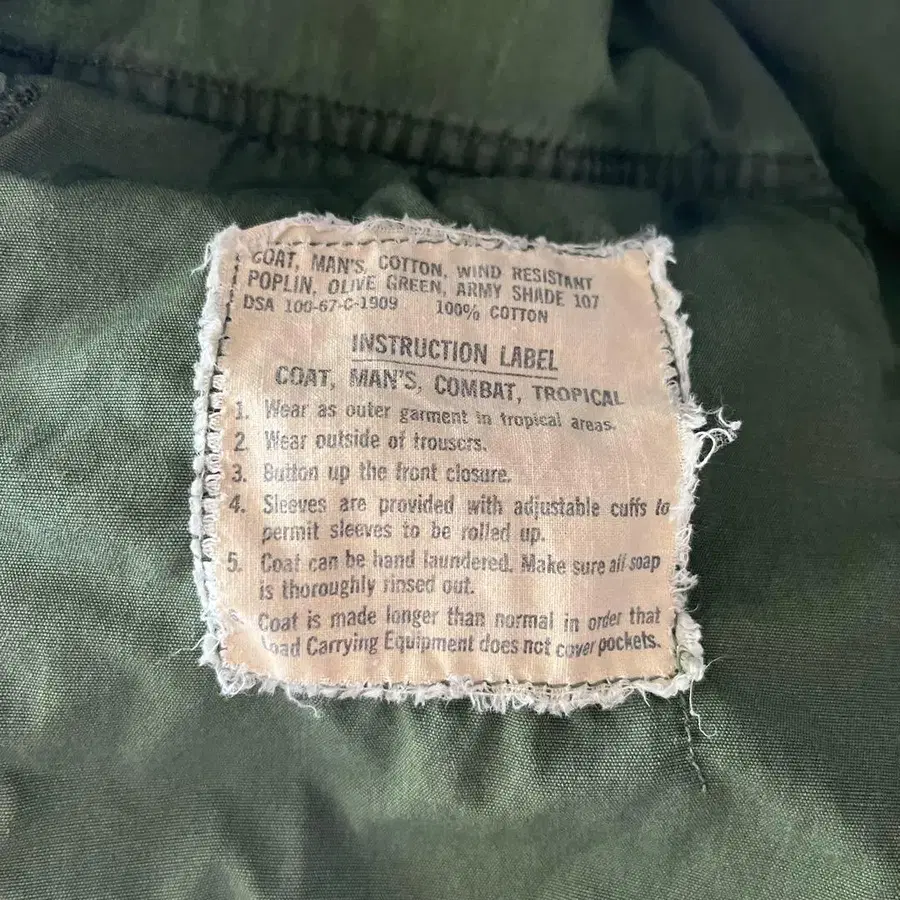 COAT, MAN'S, COTTON, WIND RESISTANT
POPLIN, OLIVE GREEN, ARMY SHADE 107
DSA 100-67-C-1909 100% COTTON
INSTRUCTION LABEL
COAT, MAN'S, COMBAT, TROPICAL
1. Wear as outer garment in tropical areas.
2. Wear outside of trousers.
3. Button up the front closure.
4. Sleeves are provided with adjustable cuffs to
permit sleeves to be rolled up.
5. Coat can be hand laundered. Make sure all soap
is thoroughly rinsed out.
Coat is made longer than normal in order that
Load Carrying Equipment does not cover pockets.